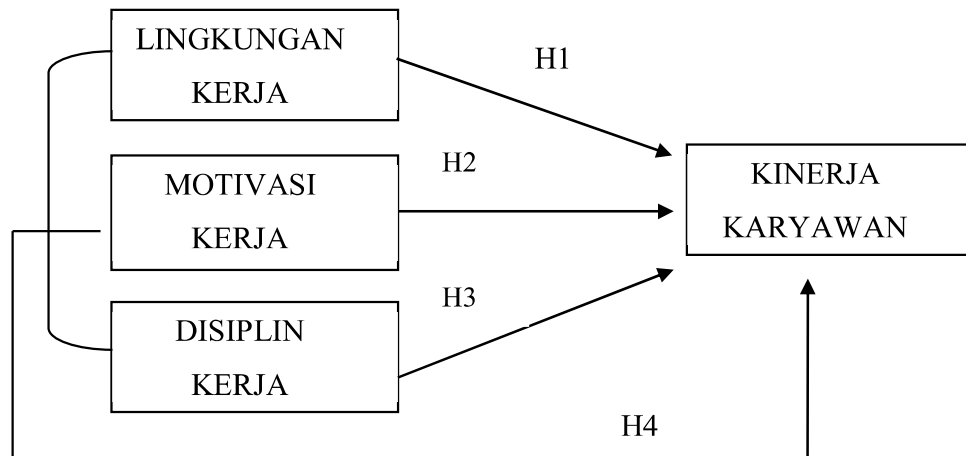 LINGKUNGAN
KERJA
H1
MOTIVASI
KERJA
H2
KINERJA
KARYAWAN
DISIPLIN
KERJA
H3
H4